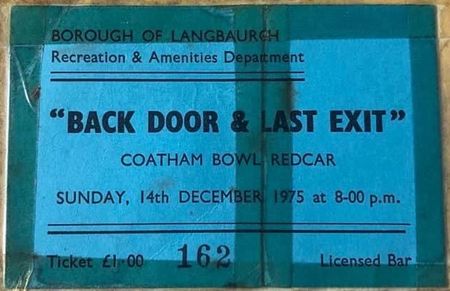 BOROUGH OF LANGBAURGH
Recreation & Amenities Department
"BACK DOOR & LAST EXIT"
COATHAM BOWL REDCAR
SUNDAY, 14th DECEMBER 1975 at 8-00 p.m.
Ticket £1·00 162 Licensed Bar